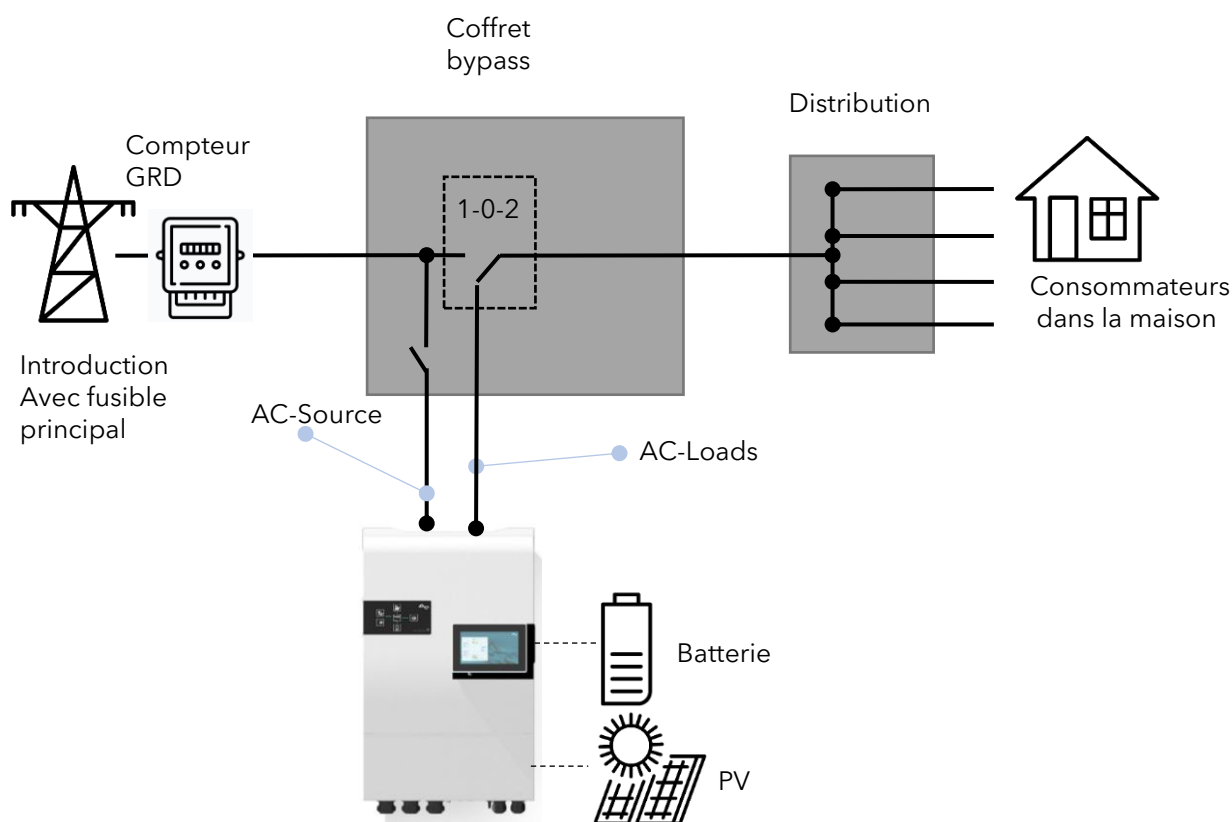 Coffret
bypass
Distribution
Compteur
GRD
1-0-2
Consommateurs
dans la maison
Introduction
Avec fusible
principal
AC-Source
AC-Loads
Batterie
PV